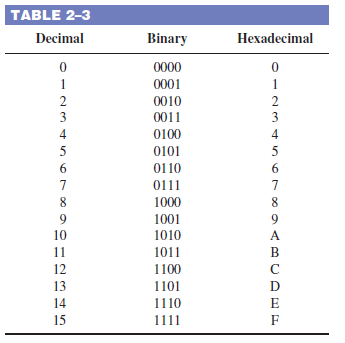 TABLE 2–3
Decimal Binary Hexadecimal
0 0000 0
1 0001 1
2 0010 2
3 0011 3
4 0100 4
5 0101 5
6 0110 6
7 0111 7
8 1000 8
9 1001 9
10 1010 A
11 1011 B
12 1100 C
13 1101 D
14 1110 E
15 1111 F